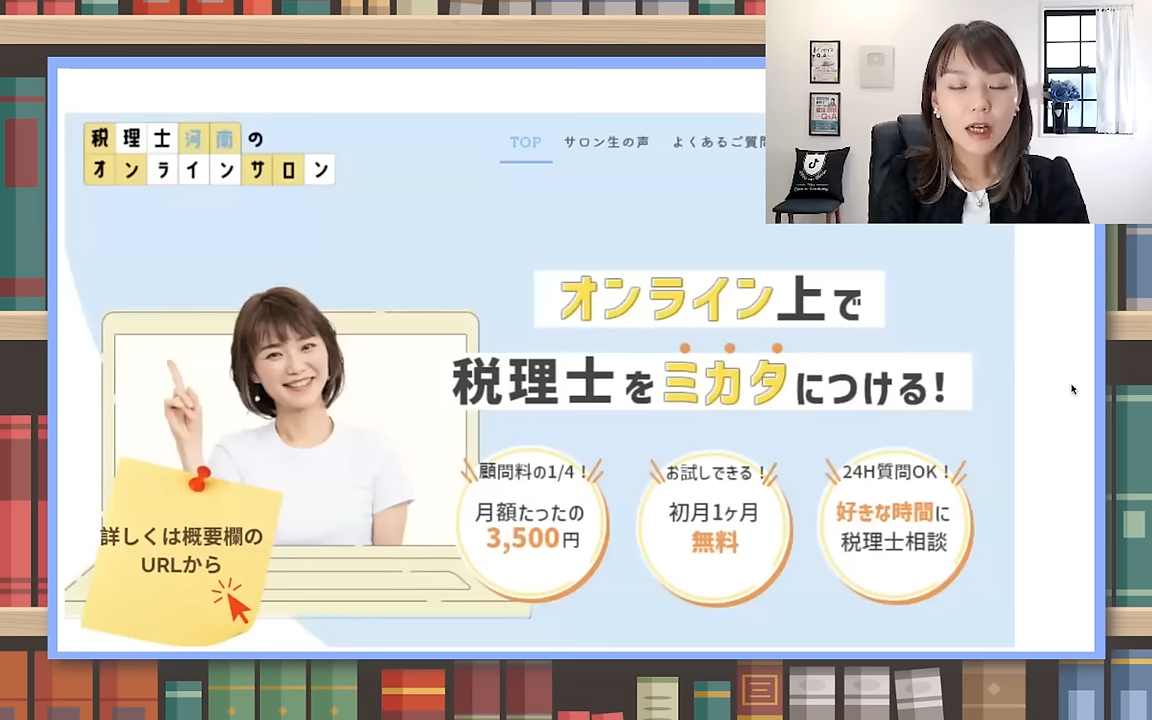 税理士河南の
オンラインサロン
TOP サロン生の声 よくあるご質問
オンライン上で
税理士をミカタにつける!
顧問料の1/4!
月額たったの
3,500円
お試しできる!
初月1ヶ月
無料
24H質問OK!
好きな時間に
税理士相談
詳しくは概要欄の
URLから